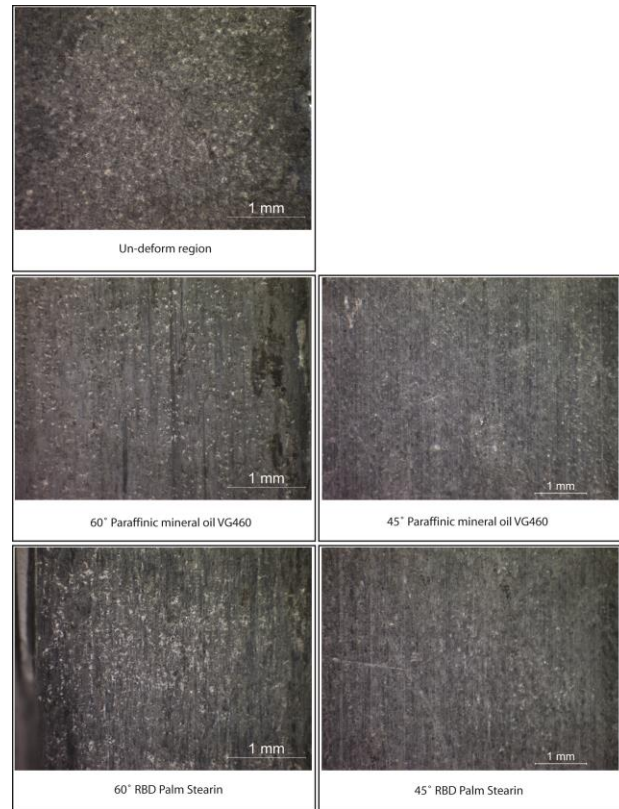 1 mm
Un-deform region
1 mm
1 mm
60˚ Paraffinic mineral oil VG460
45˚ Paraffinic mineral oil VG460
1 mm
1 mm
60˚ RBD Palm Stearin
45˚ RBD Palm Stearin